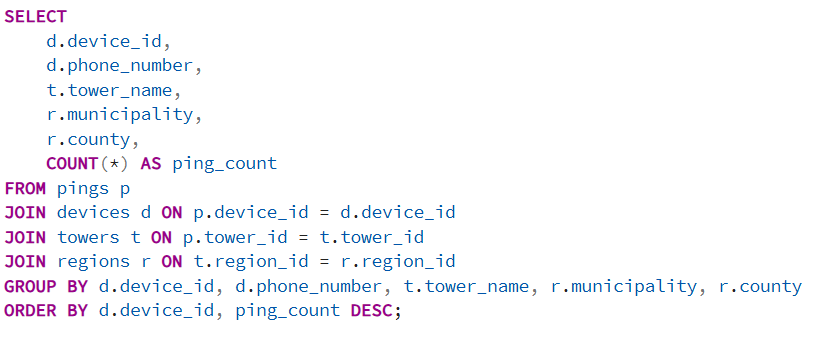 SELECT
    d.device_id,
    d.phone_number,
    t.tower_name,
    r.municipality,
    r.county,
    COUNT(*) AS ping_count
FROM pings p
JOIN devices d ON p.device_id = d.device_id
JOIN towers t ON p.tower_id = t.tower_id
JOIN regions r ON t.region_id = r.region_id
GROUP BY d.device_id, d.phone_number, t.tower_name, r.municipality, r.county
ORDER BY d.device_id, ping_count DESC;